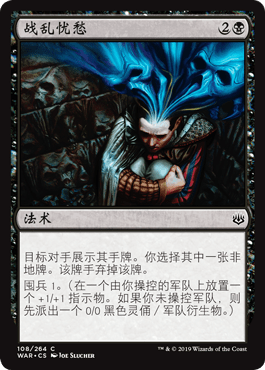 战乱忧愁 2
法术
目标对手展示其手牌。你选择其中一张非
地牌。该牌手弃掉该牌。
囤兵 1。（在一个由你操控的军队上放置一
个 +1/+1 指示物。如果你未操控军队，则
先派出一个 0/0 黑色灵俑／军队衍生物。）
108/264 C
WAR • CS Joe Slucher
™ & © 2019 Wizards of the Coast